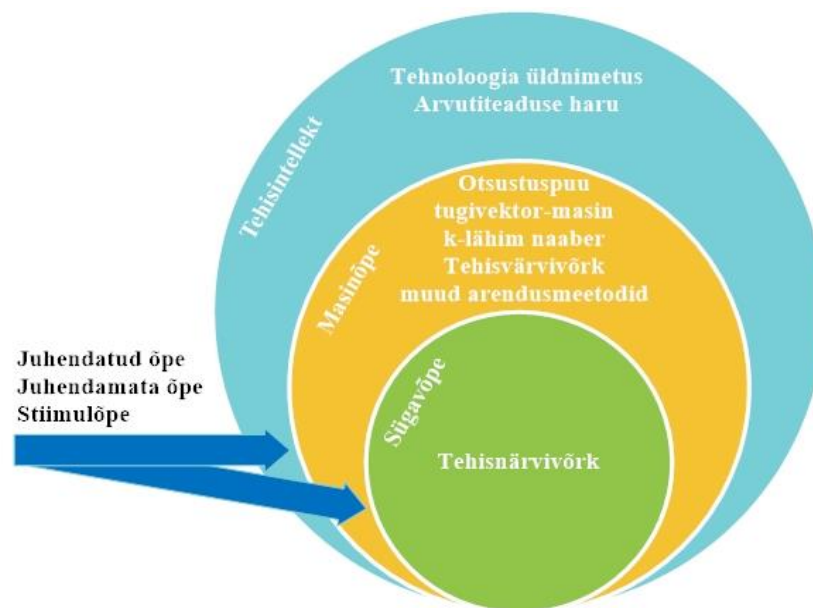 Tehnoloogia üldnimetus
Arvutiteaduse haru
Tehisintellekt
Otsustuspuu
tugivektor-masin
k-lähim naaber
Tehisvärvivõrk
muud arendusmeetodid
Masinõpe
Juhendatud õpe
Juhendamata õpe
Stiimulõpe
Sügavõpe
Tehisnärvivõrk